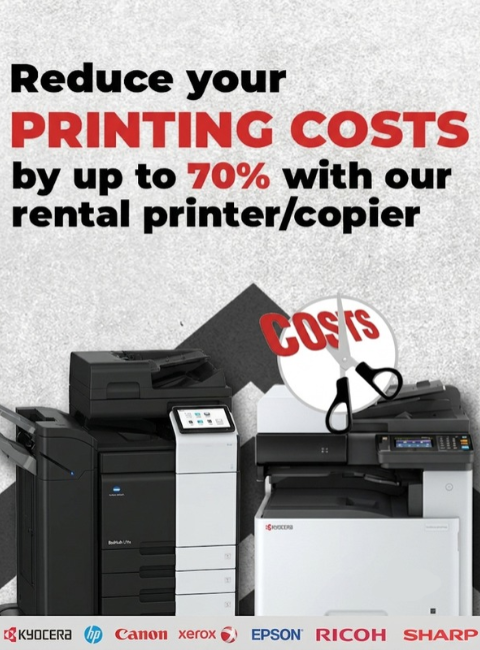 Reduce your
PRINTING COSTS
by up to 70% with our
rental printer/copier
COSTS
KYOCERA
KYOCERA hp Canon xerox EPSON RICOH SHARP